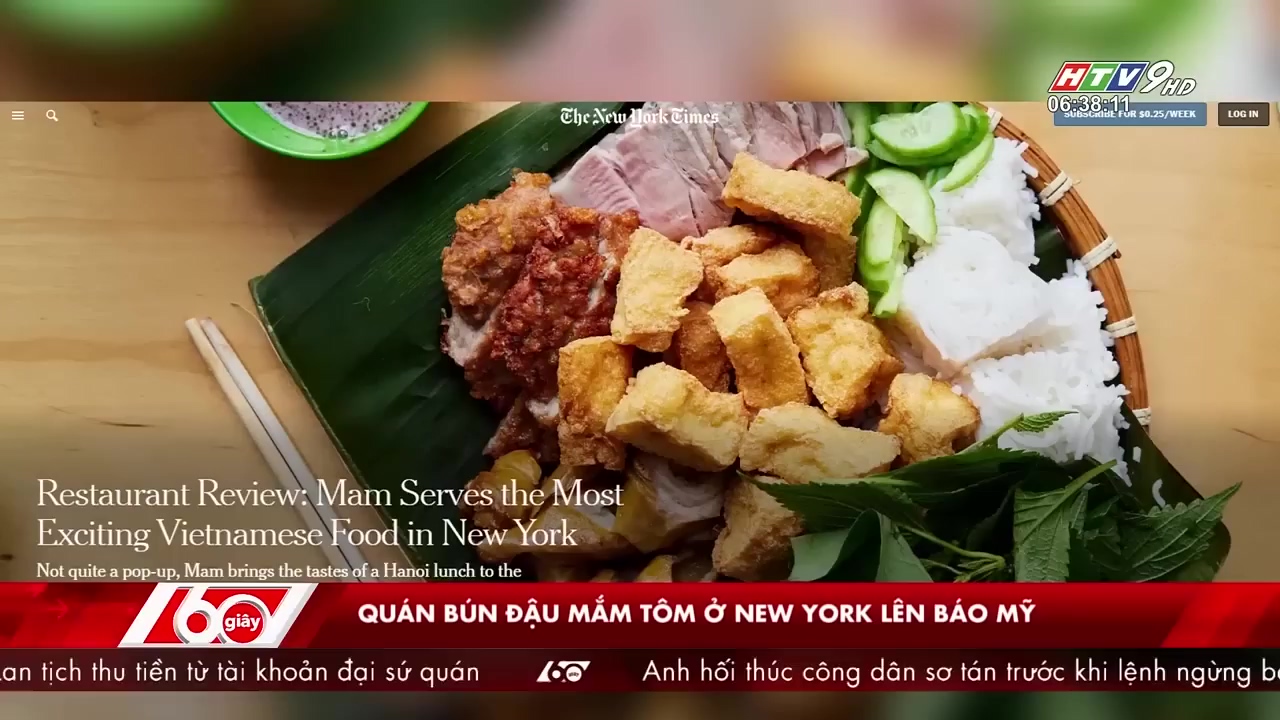 HTV9 HD
06:38:11
The New York Times
SUBSCRIBE FOR $0.25/WEEK
LOG IN
Restaurant Review: Mam Serves the Most
Exciting Vietnamese Food in New York
Not quite a pop-up, Mam brings the tastes of a Hanoi lunch to the
60 giây
QUÁN BÚN ĐẬU MẮM TÔM Ở NEW YORK LÊN BÁO MỸ
tịch thu tiền từ tài khoản đại sứ quán 60 giây Anh hối thúc công dân sơ tán trước khi lệnh ngừng